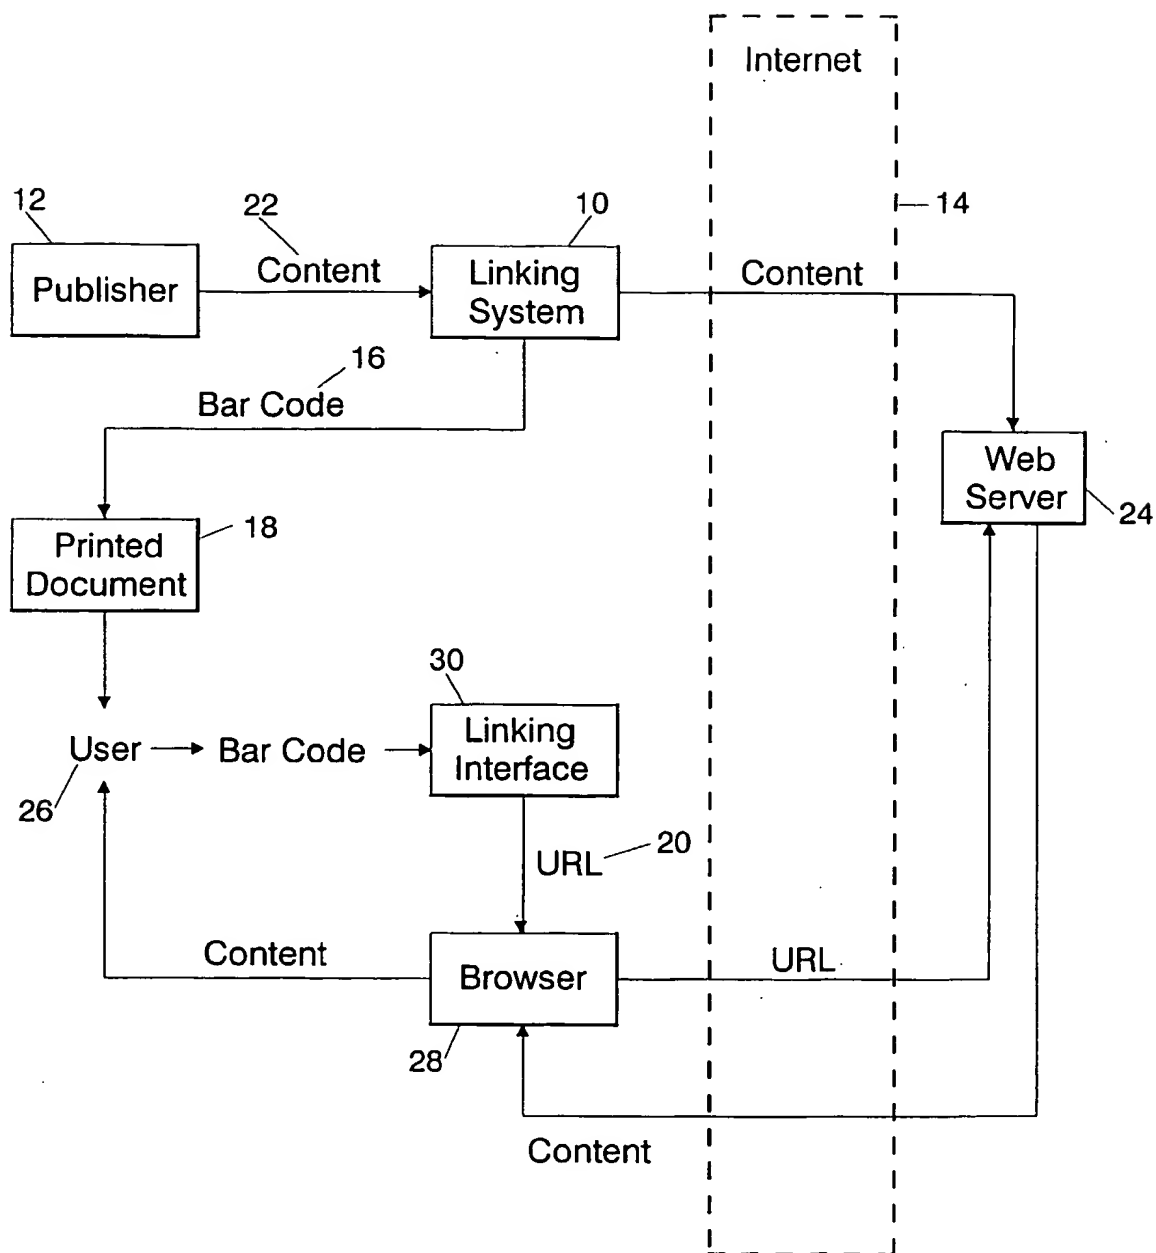 Internet
12
22
10
14
Publisher
Content
Linking
System
Content
16
Bar Code
Web
Server
24
18
Printed
Document
30
User
Bar Code
Linking
Interface
26
20
URL
Content
Browser
URL
28
Content